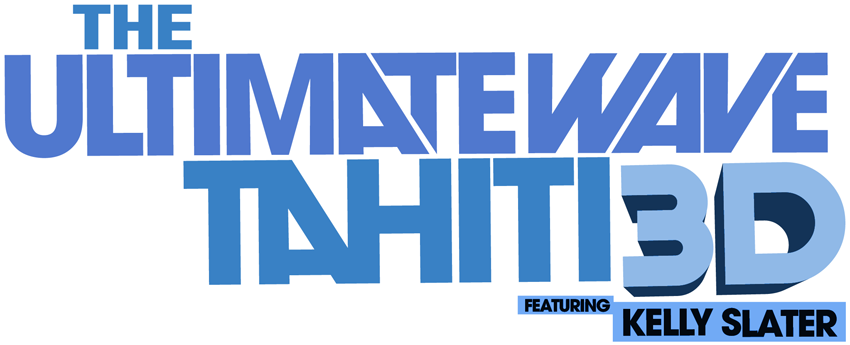 THE
ULTIMATE WAVE
TAHITI 3D
FEATURING
KELLY SLATER